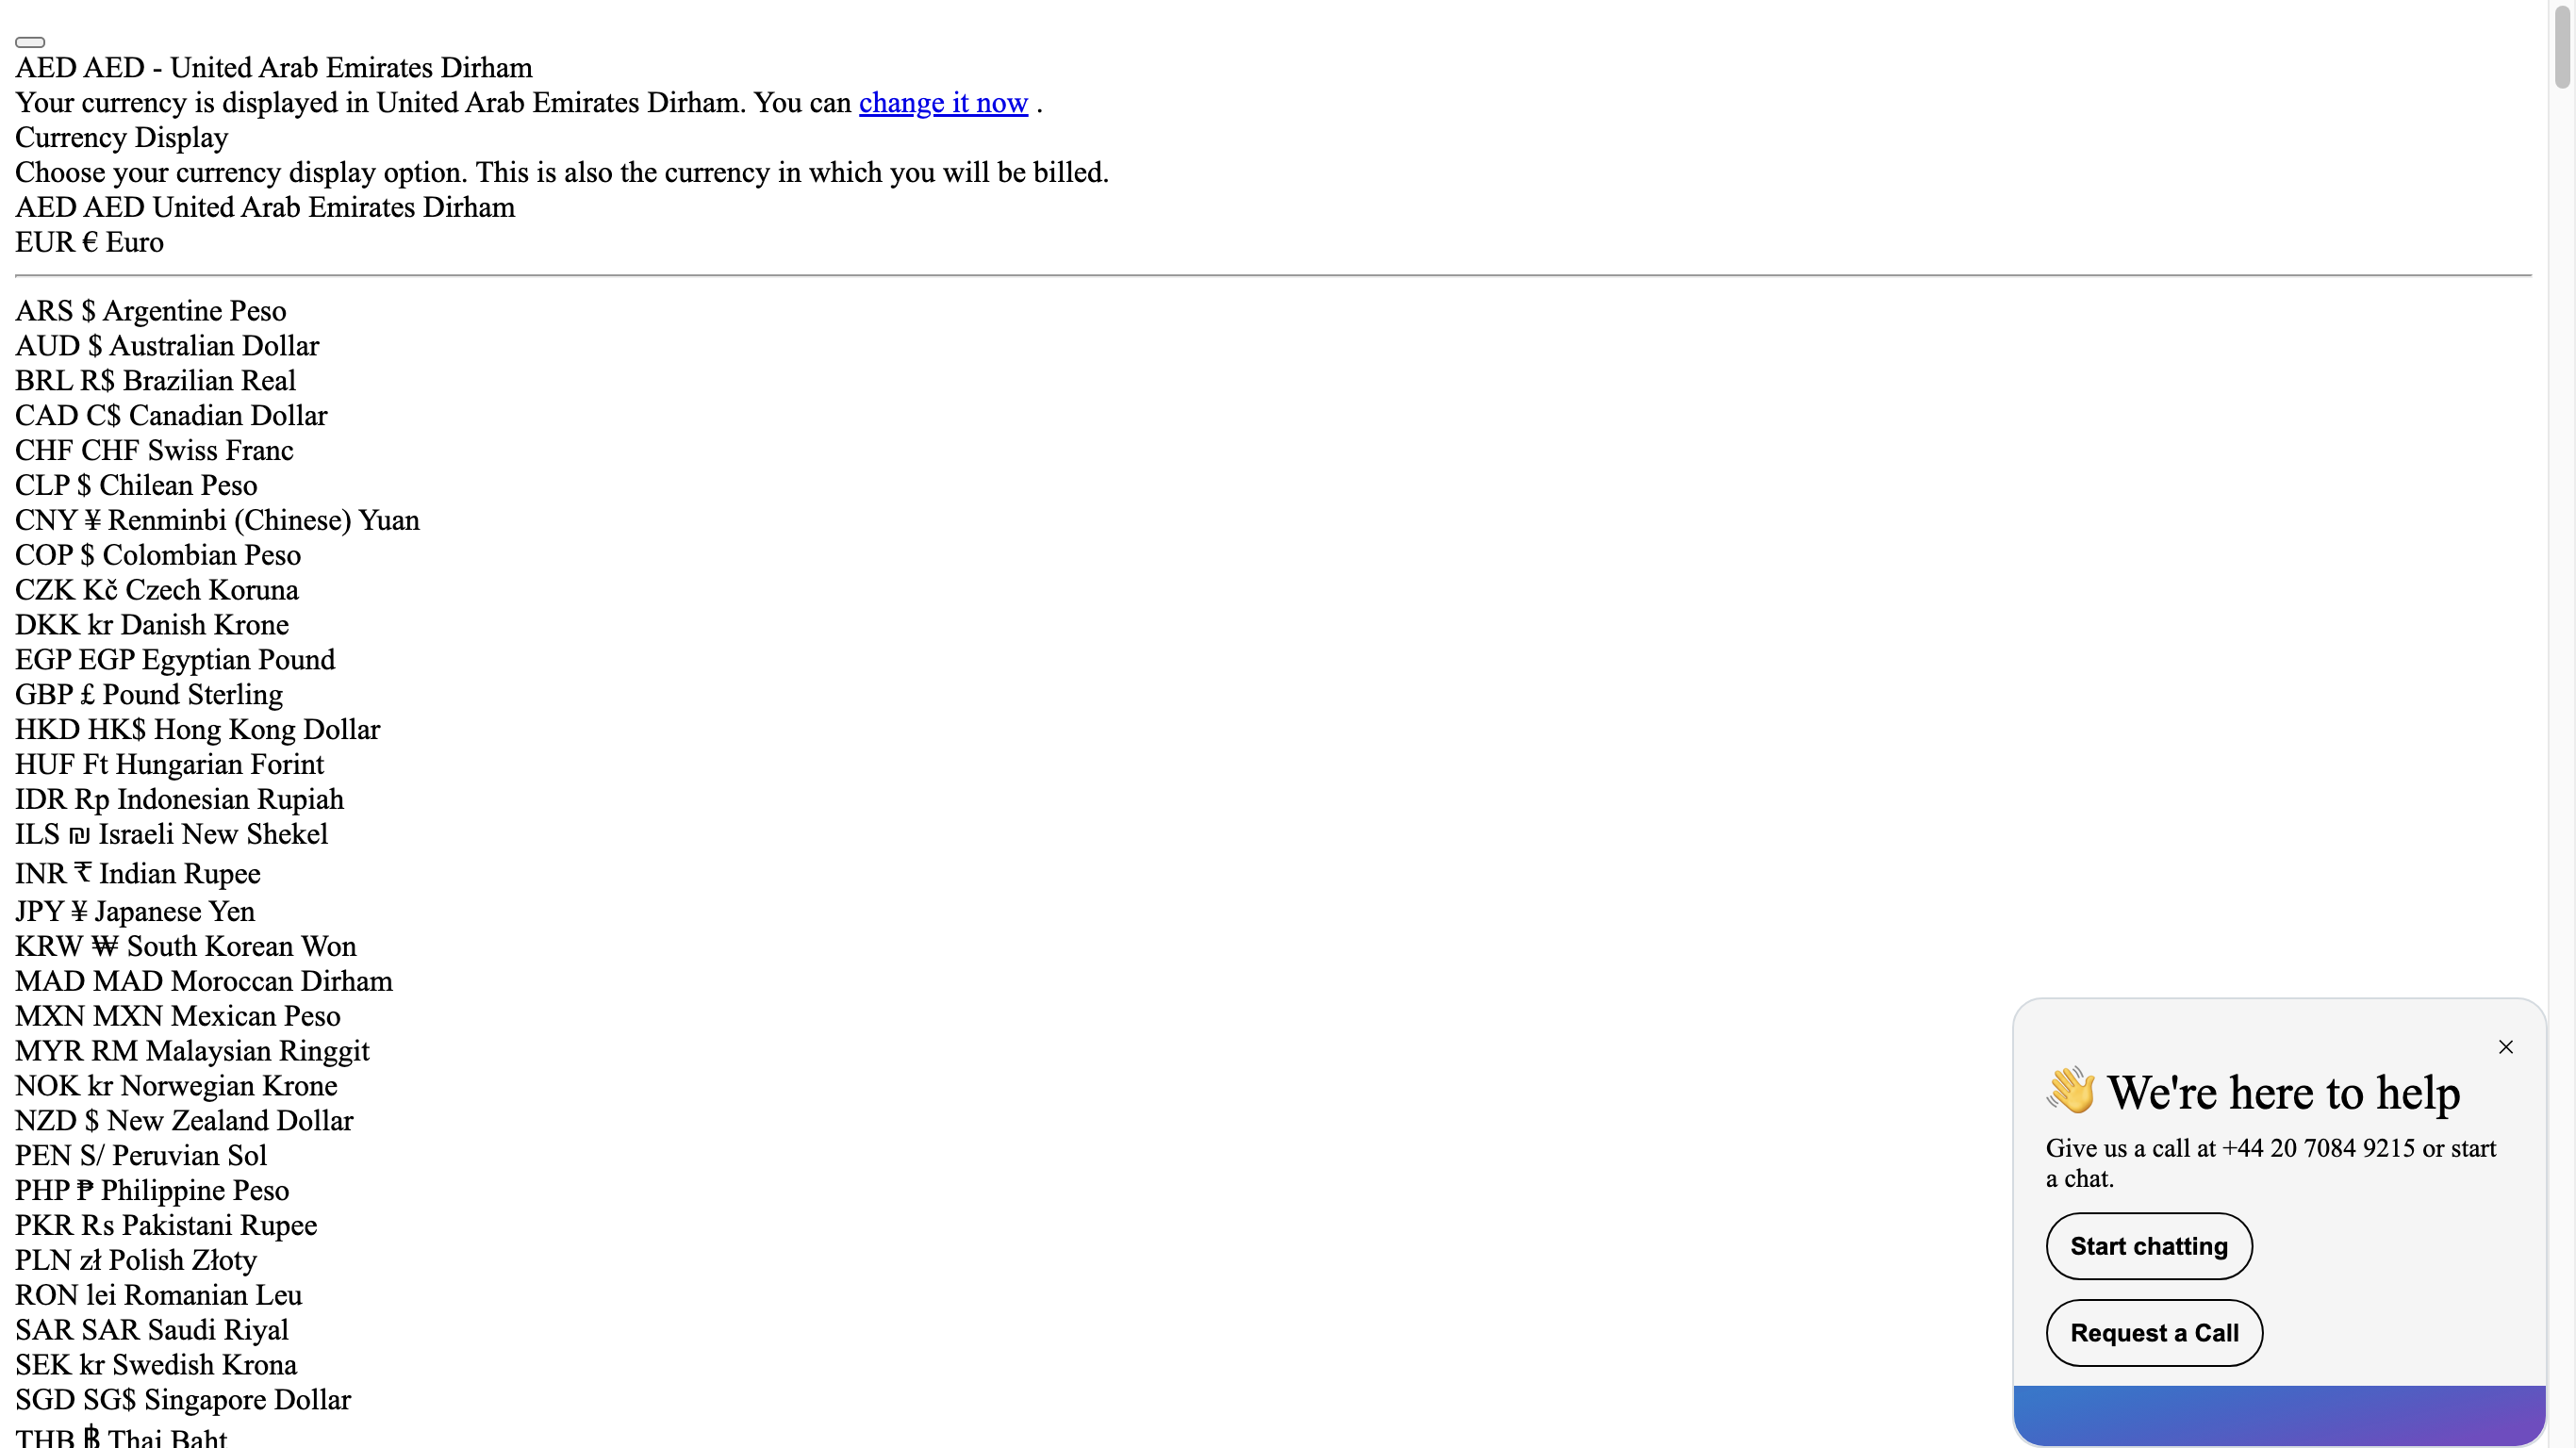 AED AED - United Arab Emirates Dirham
Your currency is displayed in United Arab Emirates Dirham. You can change it now .
Currency Display
Choose your currency display option. This is also the currency in which you will be billed.
AED AED United Arab Emirates Dirham
EUR € Euro
ARS $ Argentine Peso
AUD $ Australian Dollar
BRL R$ Brazilian Real
CAD C$ Canadian Dollar
CHF CHF Swiss Franc
CLP $ Chilean Peso
CNY ¥ Renminbi (Chinese) Yuan
COP $ Colombian Peso
CZK Kč Czech Koruna
DKK kr Danish Krone
EGP EGP Egyptian Pound
GBP £ Pound Sterling
HKD HK$ Hong Kong Dollar
HUF Ft Hungarian Forint
IDR Rp Indonesian Rupiah
ILS ₪ Israeli New Shekel
INR ₹ Indian Rupee
JPY ¥ Japanese Yen
KRW ₩ South Korean Won
MAD MAD Moroccan Dirham
MXN MXN Mexican Peso
MYR RM Malaysian Ringgit
NOK kr Norwegian Krone
NZD $ New Zealand Dollar
PEN S/ Peruvian Sol
PHP ₱ Philippine Peso
PKR Rs Pakistani Rupee
PLN zł Polish Złoty
RON lei Romanian Leu
SAR SAR Saudi Riyal
SEK kr Swedish Krona
SGD SG$ Singapore Dollar
THB ฿ Thai Baht
👋 We're here to help
Give us a call at +44 20 7084 9215 or start
a chat.
Start chatting
Request a Call